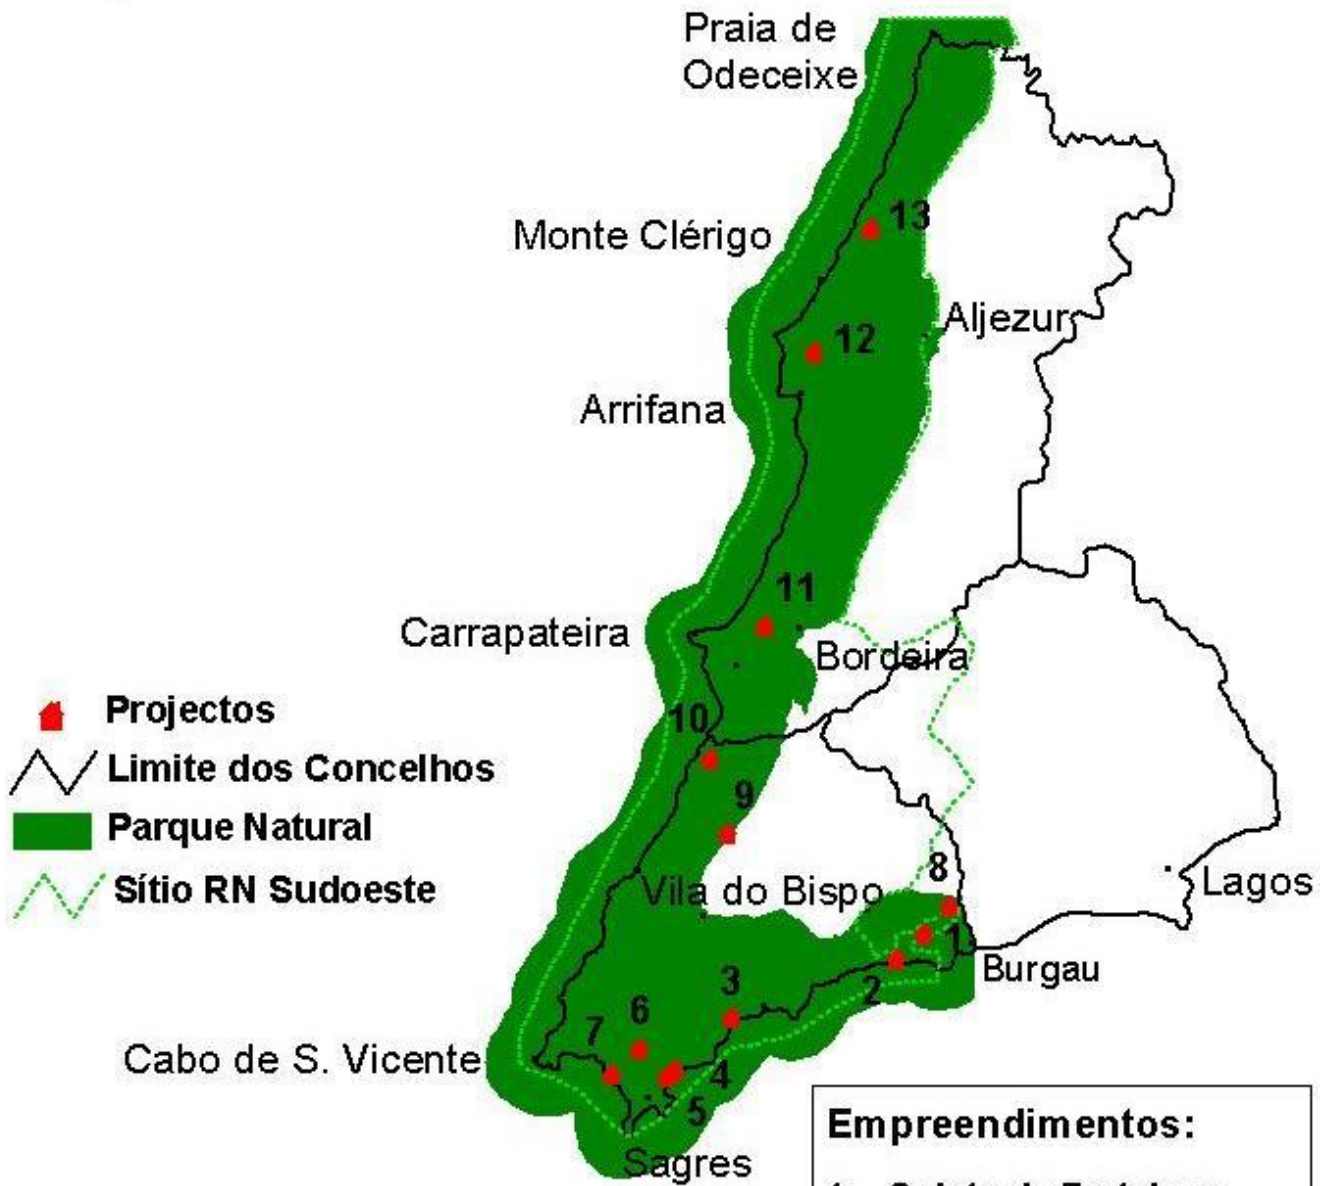 Praia de
Odeceixe
13
Monte Clérigo
Aljezur
12
Arrifana
11
Carrapateira
Bordeira
Projectos
10
Limite dos Concelhos
9
Parque Natural
8
Sítio RN Sudoeste
Vila do Bispo
Lagos
1
Burgau
2
3
6
7
Cabo de S. Vicente
4
5
Empreendimentos:
Sagres